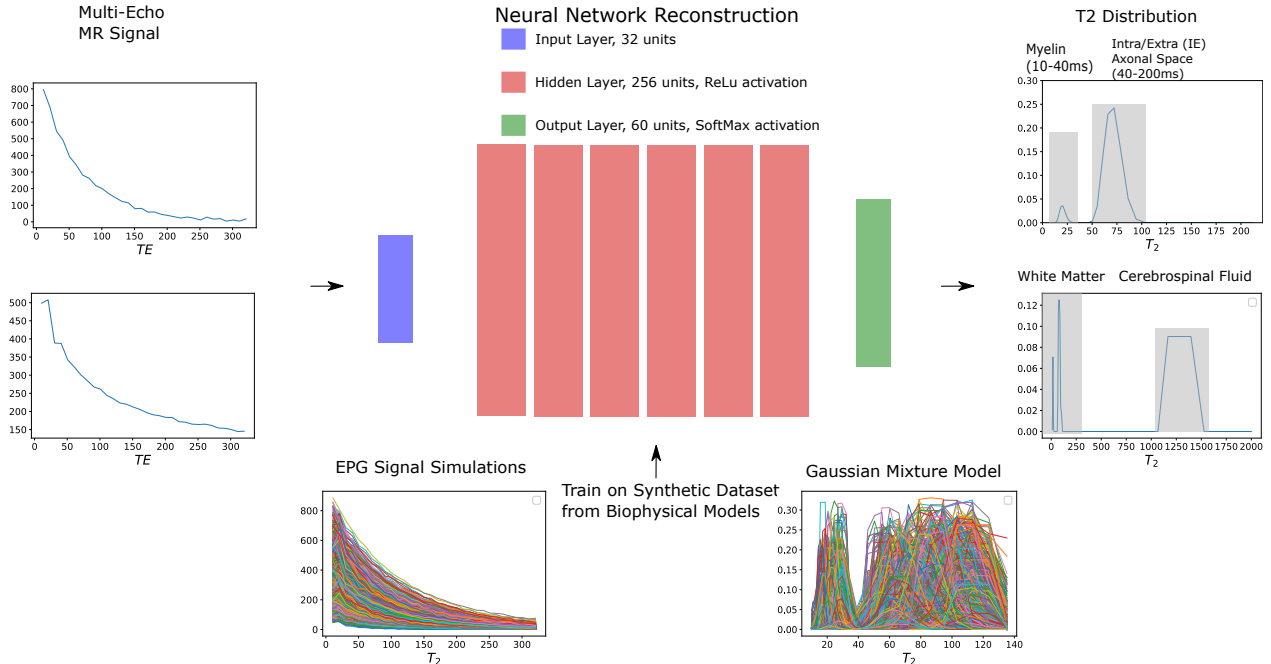 Multi-Echo
MR Signal
800
700
600
500
400
300
200
100
0
0 50 100 150 200 250 300
TE
500
450
400
350
300
250
200
150
0 50 100 150 200 250 300
TE
Neural Network Reconstruction
Input Layer, 32 units
Hidden Layer, 256 units, ReLu activation
Output Layer, 60 units, SoftMax activation
T2 Distribution
Myelin
(10-40ms)
Intra/Extra (IE)
Axonal Space
(40-200ms)
0.30
0.25
0.20
0.15
0.10
0.05
0.00
0 25 50 75 100 125 150 175 200
T2
White Matter Cerebrospinal Fluid
0.12
0.10
0.08
0.06
0.04
0.02
0.00
0 250 500 750 1000 1250 1500 1750 2000
T2
EPG Signal Simulations
800
600
400
200
0
0 50 100 150 200 250 300
T2
Train on Synthetic Dataset
from Biophysical Models
Gaussian Mixture Model
0.30
0.25
0.20
0.15
0.10
0.05
0.00
0 20 40 60 80 100 120 140
T2